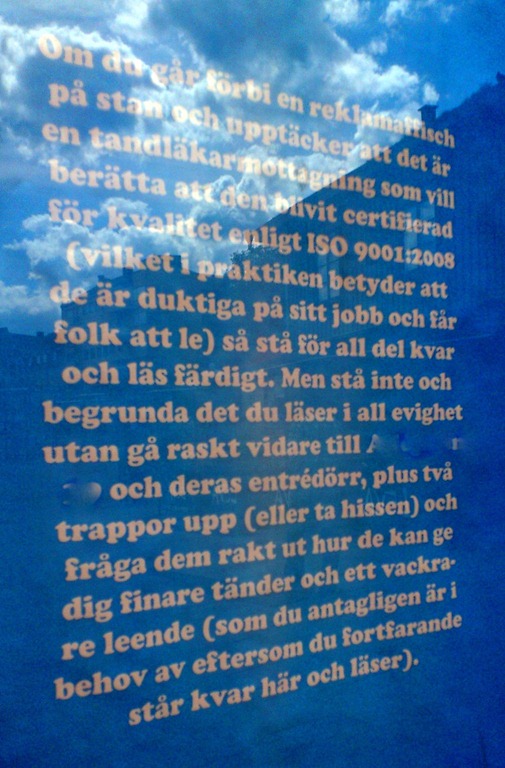 Om du går förbi en reklamaffisch
på stan och upptäcker att det är
en tandläkarmottagning som vill
berätta att den blivit certifierad
för kvalitet enligt ISO 9001:2008
(vilket i praktiken betyder att
de är duktiga på sitt jobb och får
folk att le) så stå för all del kvar
och läs färdigt. Men stå inte och
begrunda det du läser i all evighet
utan gå raskt vidare till
och deras entrédörr, plus två
trappor upp (eller ta hissen) och
fråga dem rakt ut hur de kan ge
dig finare tänder och ett vackra-
re leende (som du antagligen är i
behov av eftersom du fortfarande
står kvar här och läser).